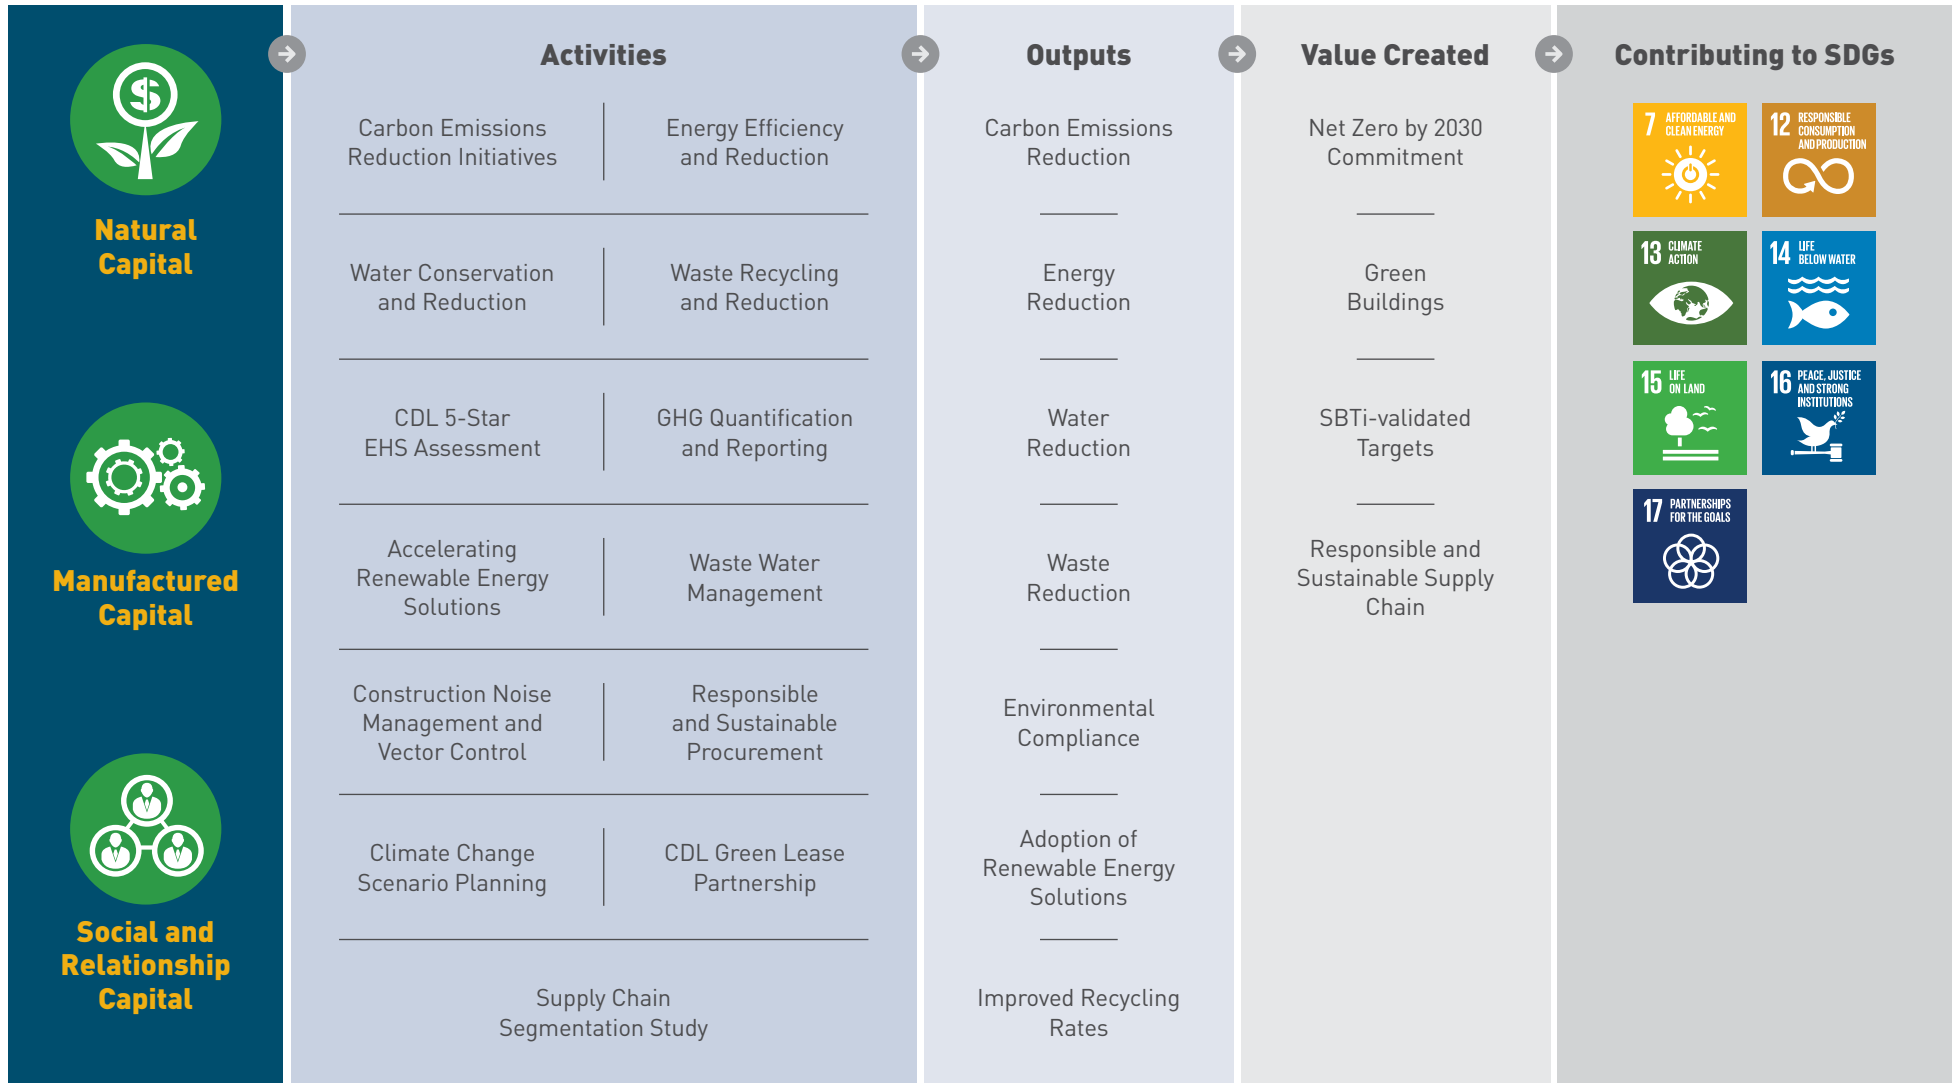 Natural
Capital
Manufactured
Capital
Social and
Relationship
Capital
Activities
Carbon Emissions
Reduction Initiatives
Energy Efficiency
and Reduction
Water Conservation
and Reduction
Waste Recycling
and Reduction
CDL 5-Star
EHS Assessment
GHG Quantification
and Reporting
Accelerating
Renewable Energy
Solutions
Waste Water
Management
Construction Noise
Management and
Vector Control
Responsible
and Sustainable
Procurement
Climate Change
Scenario Planning
CDL Green Lease
Partnership
Supply Chain
Segmentation Study
Outputs
Carbon Emissions
Reduction
Energy
Reduction
Water
Reduction
Waste
Reduction
Environmental
Compliance
Adoption of
Renewable Energy
Solutions
Improved Recycling
Rates
Value Created
Net Zero by 2030
Commitment
Green
Buildings
SBTi-validated
Targets
Responsible and
Sustainable Supply
Chain
Contributing to SDGs
7 AFFORDABLE AND
CLEAN ENERGY
12 RESPONSIBLE
CONSUMPTION
AND PRODUCTION
13 CLIMATE
ACTION
14 LIFE
BELOW WATER
15 LIFE
ON LAND
16 PEACE, JUSTICE
AND STRONG
INSTITUTIONS
17 PARTNERSHIPS
FOR THE GOALS